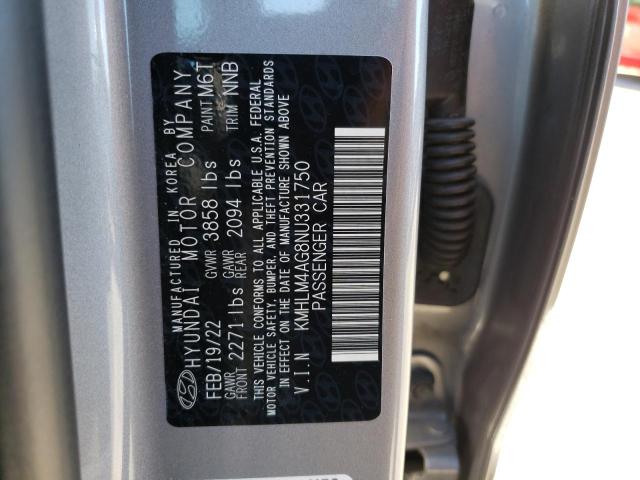 MANUFACTURED IN KOREA BY
HYUNDAI MOTOR COMPANY
FEB/19/22 GVWR 3858 lbs PAINT M6T
GAWR FRONT 2271 lbs GAWR REAR 2094 lbs TRIM NNB
THIS VEHICLE CONFORMS TO ALL APPLICABLE U.S.A. FEDERAL
MOTOR VEHICLE SAFETY, BUMPER, AND THEFT PREVENTION STANDARDS
IN EFFECT ON THE DATE OF MANUFACTURE SHOWN ABOVE
V.I.N KMHLM4AG8NU331750
PASSENGER CAR